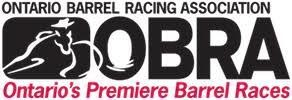 ONTARIO BARREL RACING ASSOCIATION
OBRA
Ontario's Premiere Barrel Races